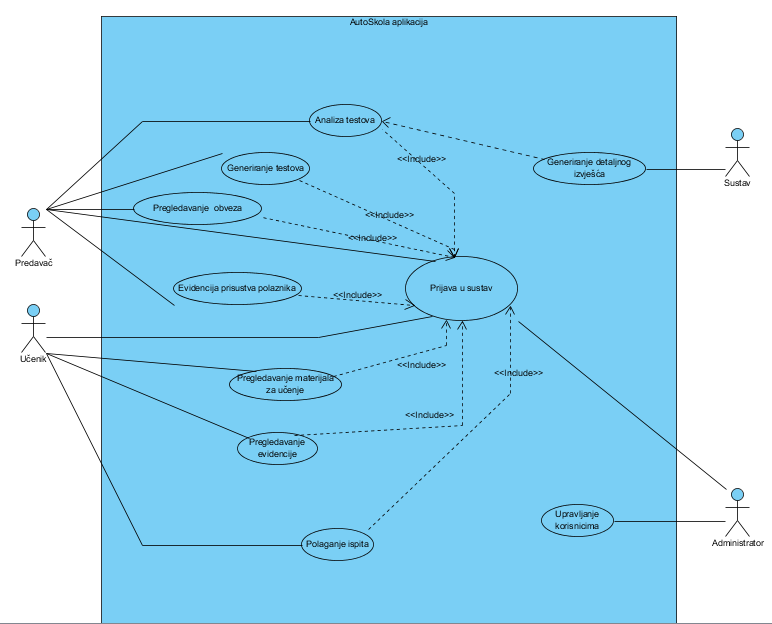 AutoSkola aplikacija
Analiza testova
<<Include>>
Generiranje detaljnog
izvješća
Sustav
Generiranje testova
Pregledavanje obveza
<<Include>>
<<Include>>
Predavač
Evidencija prisustva polaznika
<<Include>>
Prijava u sustav
Učenik
<<Include>>
<<Include>>
Pregledavanje materijala
za učenje
<<Include>>
Pregledavanje
evidencije
Upravljanje
korisnicima
Administrator
Polaganje ispita